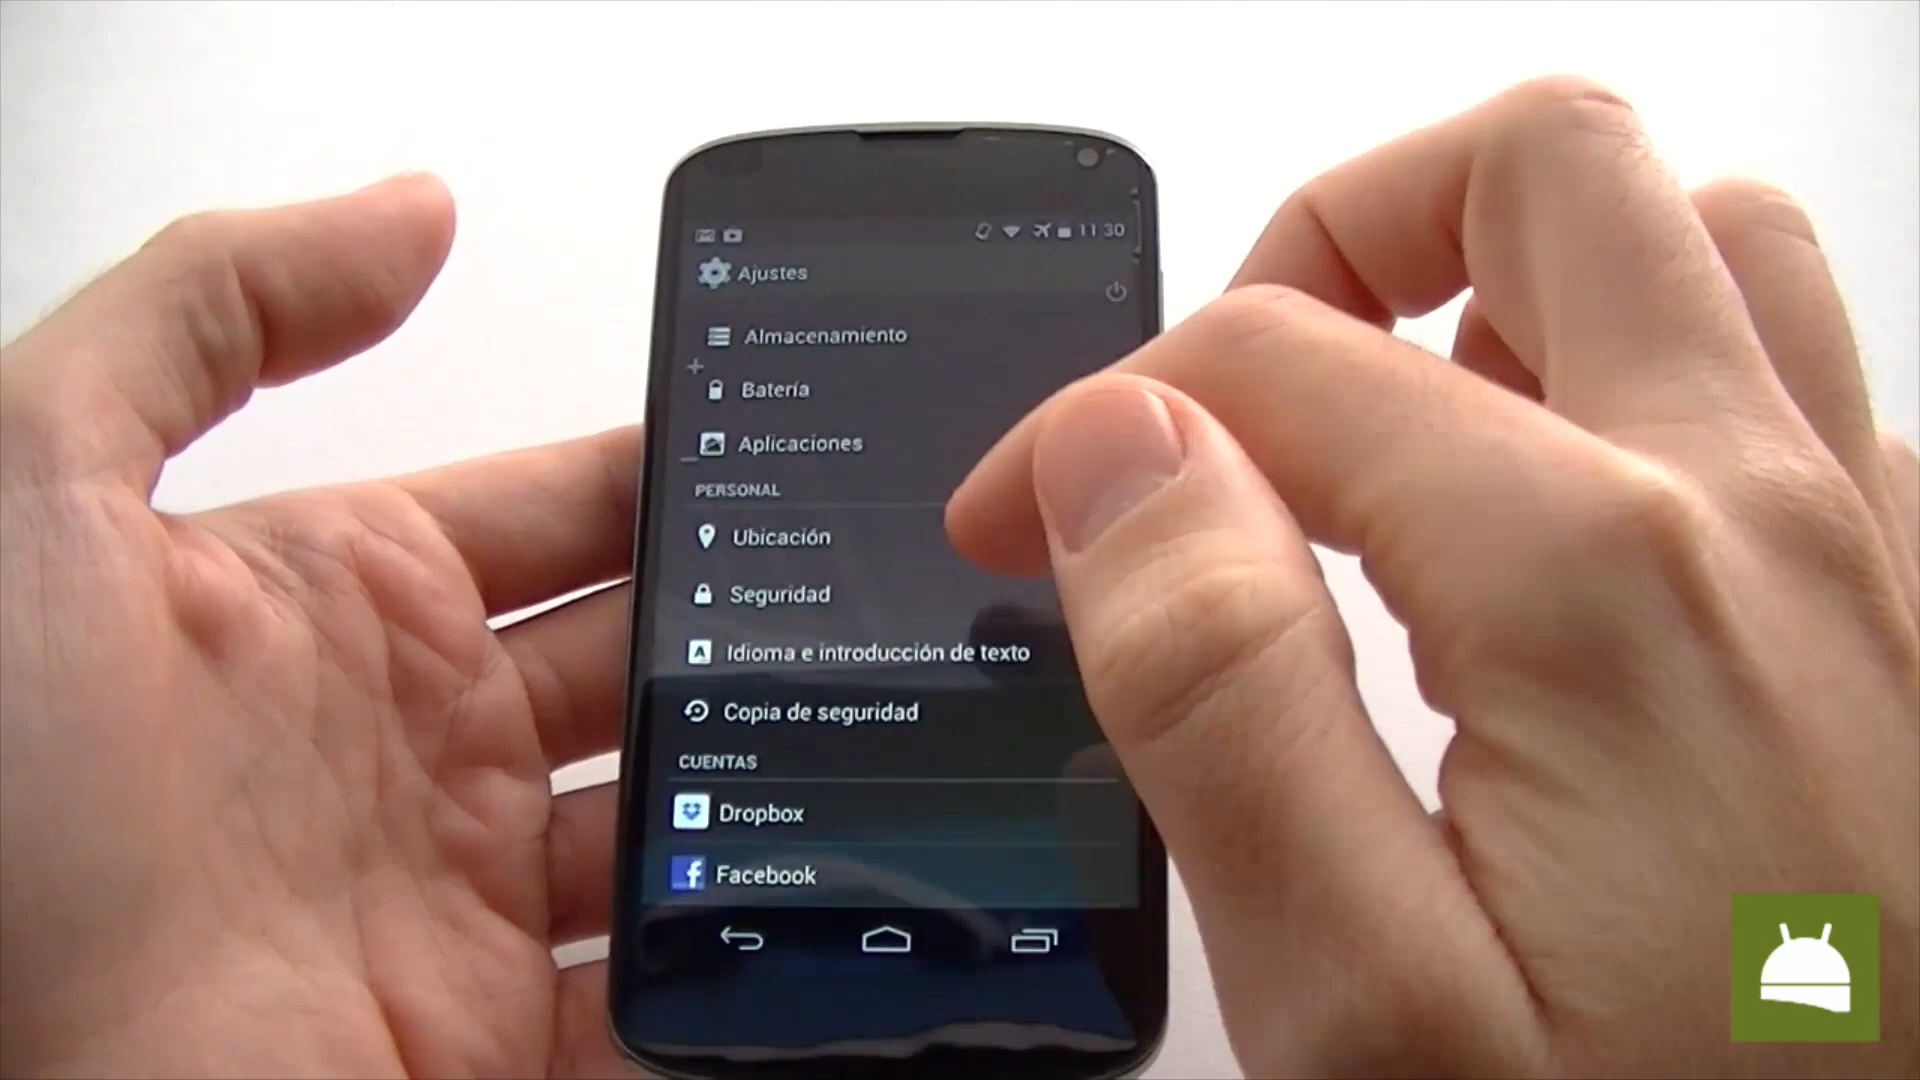 11:30
Ajustes
Almacenamiento
Batería
Aplicaciones
PERSONAL
Ubicación
Seguridad
Idioma e introducción de texto
Copia de seguridad
CUENTAS
Dropbox
Facebook